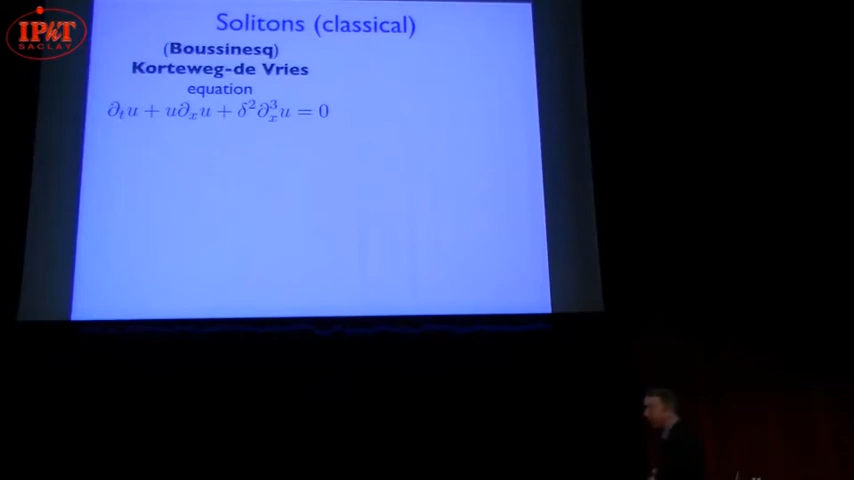 IPhT
SACLAY
Solitons (classical)
(Boussinesq)
Korteweg-de Vries
equation
∂ₜu + u∂ₓu + δ²∂ₓ³u = 0